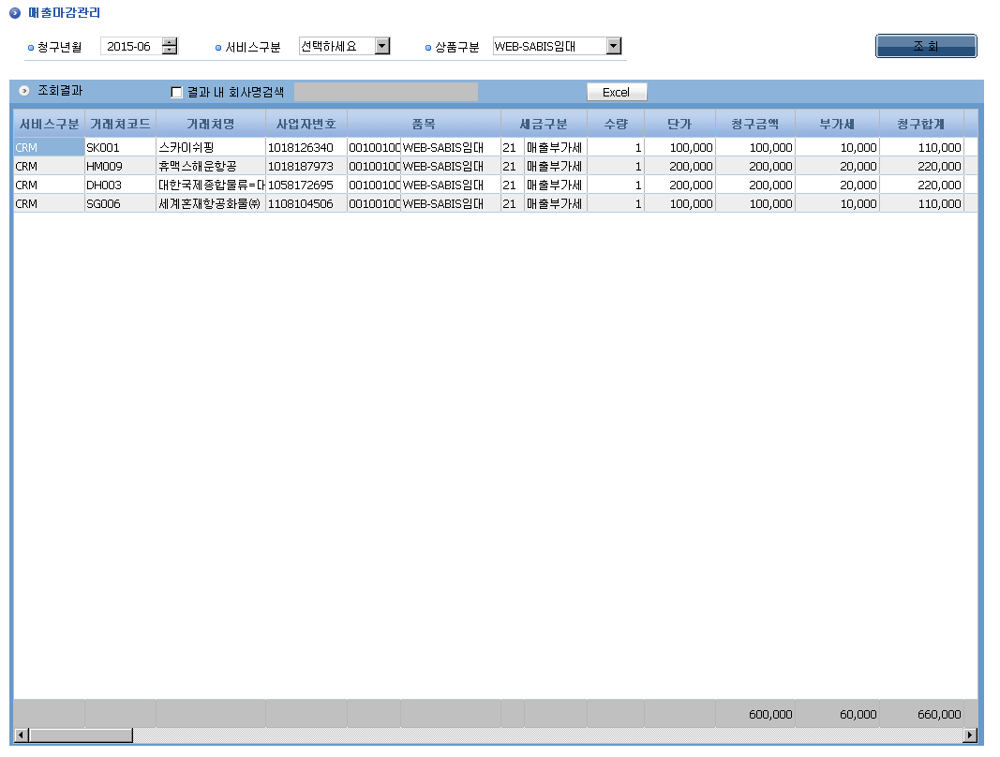 매출마감관리
청구년월 2015-06 서비스구분 선택하세요 상품구분 WEB-SABIS임대 조 회
조회결과 결과 내 회사명검색 Excel
서비스구분 거래처코드 거래처명 사업자번호 품목 세금구분 수량 단가 청구금액 부가세 청구합계
CRM SK001 스카이쉬핑 1018126340 00100100 WEB-SABIS임대 21 매출부가세 1 100,000 100,000 10,000 110,000
CRM HM009 휴맥스해운항공 1018187973 00100100 WEB-SABIS임대 21 매출부가세 1 200,000 200,000 20,000 220,000
CRM DH003 대한국제종합물류=대 1058172695 00100100 WEB-SABIS임대 21 매출부가세 1 200,000 200,000 20,000 220,000
CRM SG006 세계혼재항공화물㈜ 1108104506 00100100 WEB-SABIS임대 21 매출부가세 1 100,000 100,000 10,000 110,000
600,000 60,000 660,000